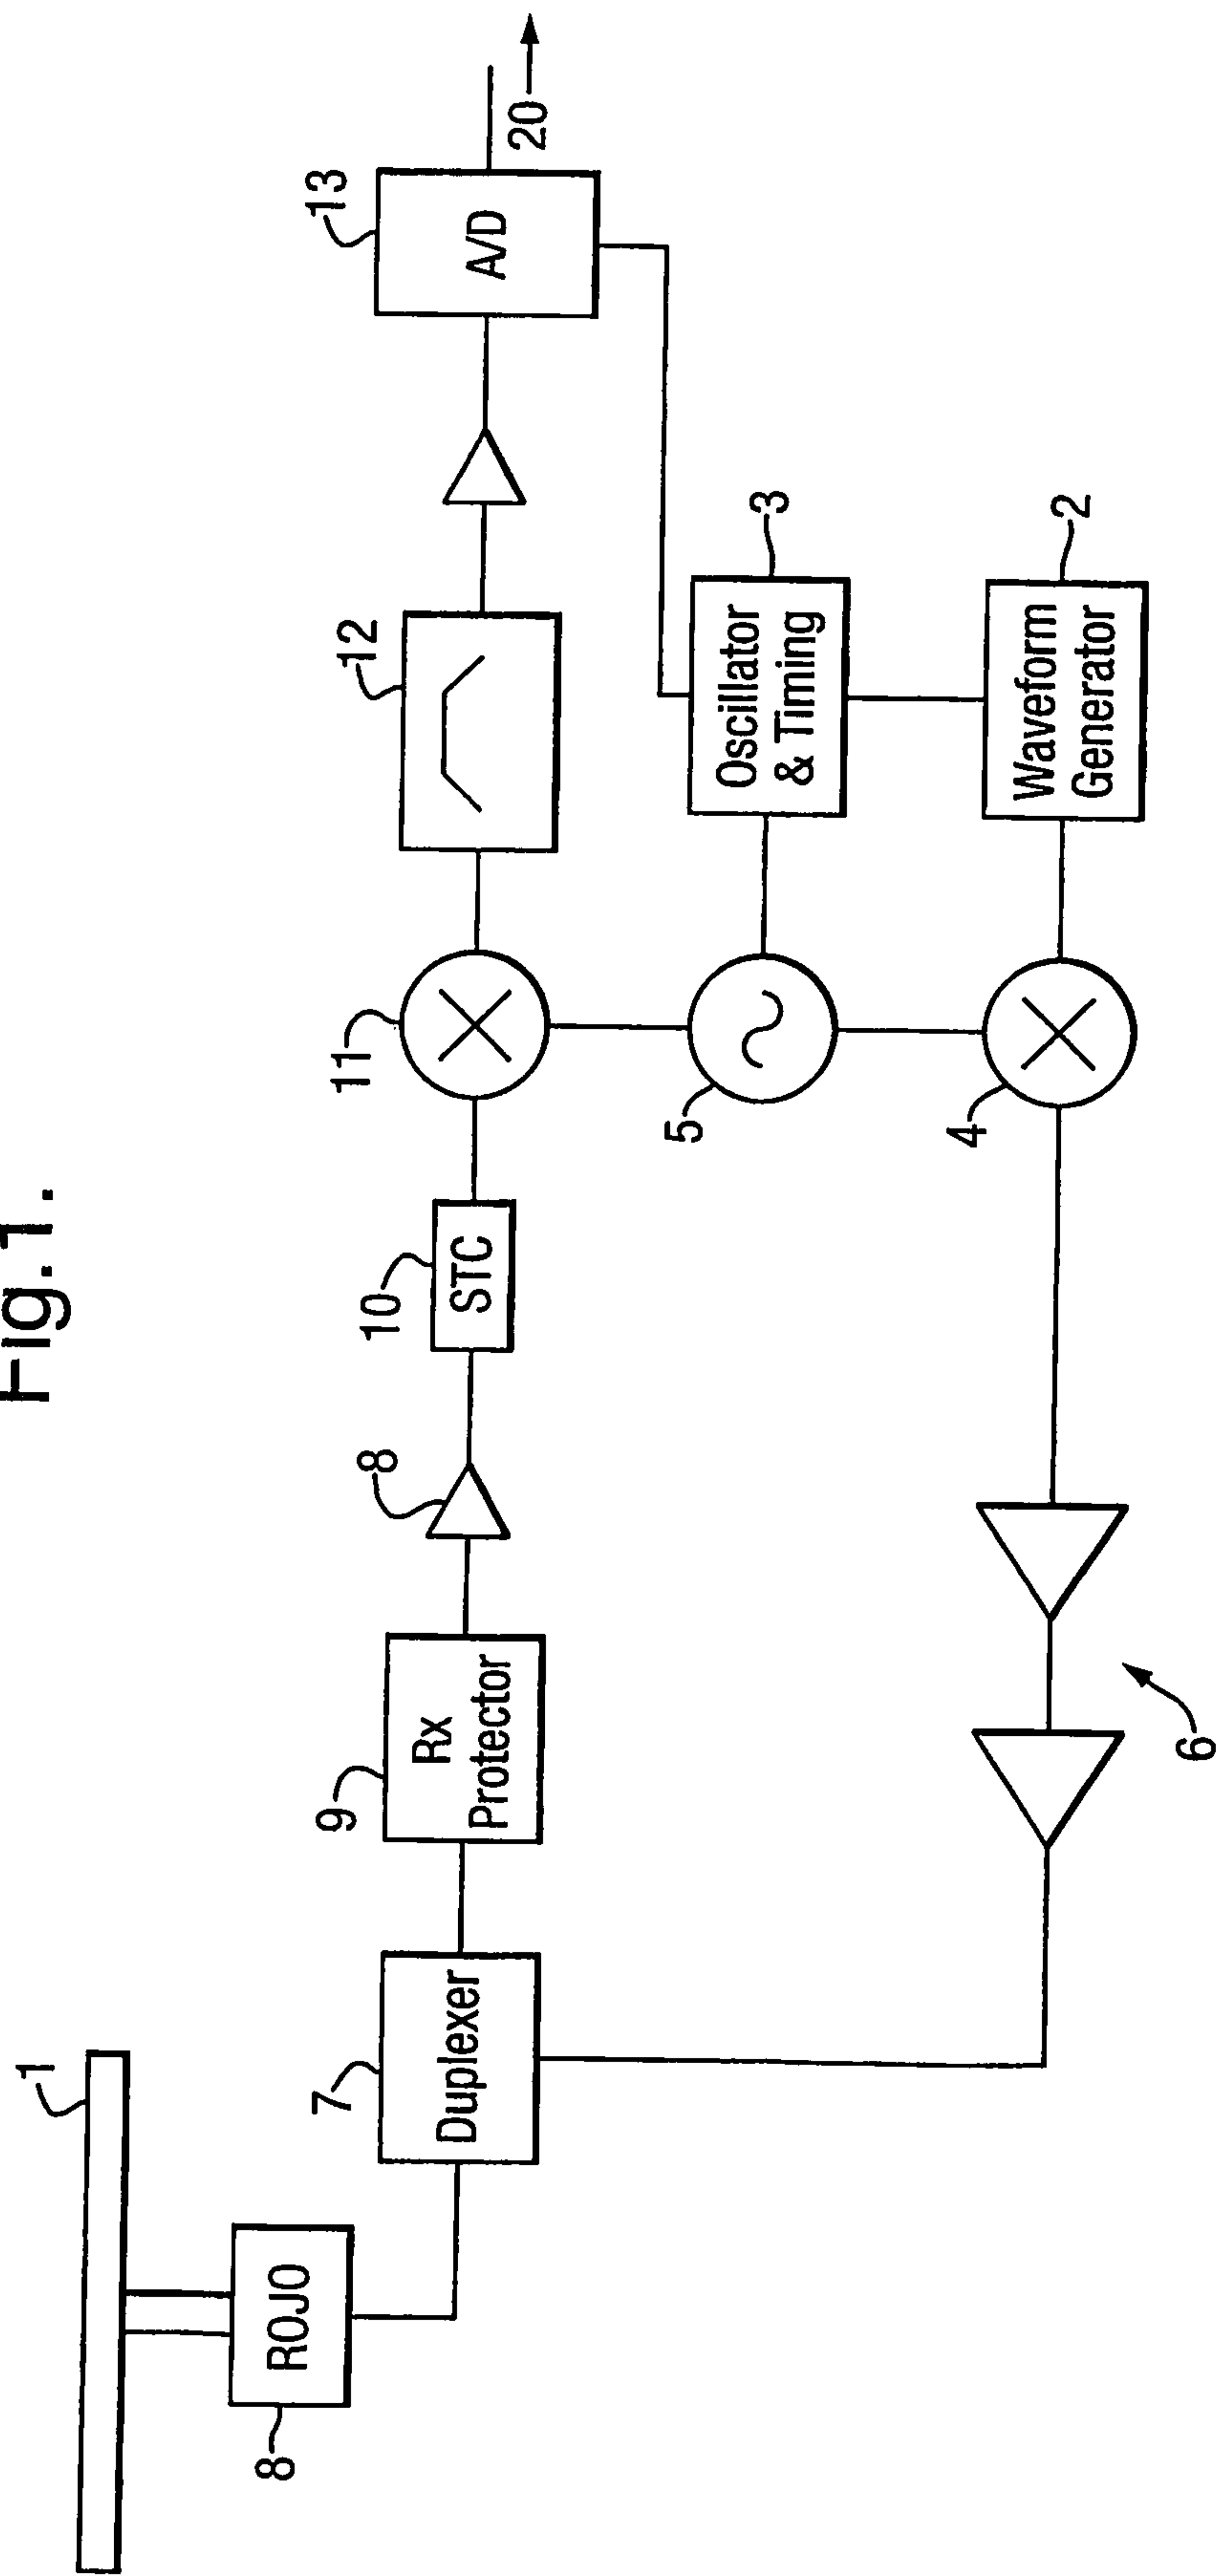 Fig.1.
1
ROJO
8
7
Duplexer
9
Rx
Protector
8
10
STC
11
12
13
A/D
20
5
3
Oscillator
& Timing
4
2
Waveform
Generator
6